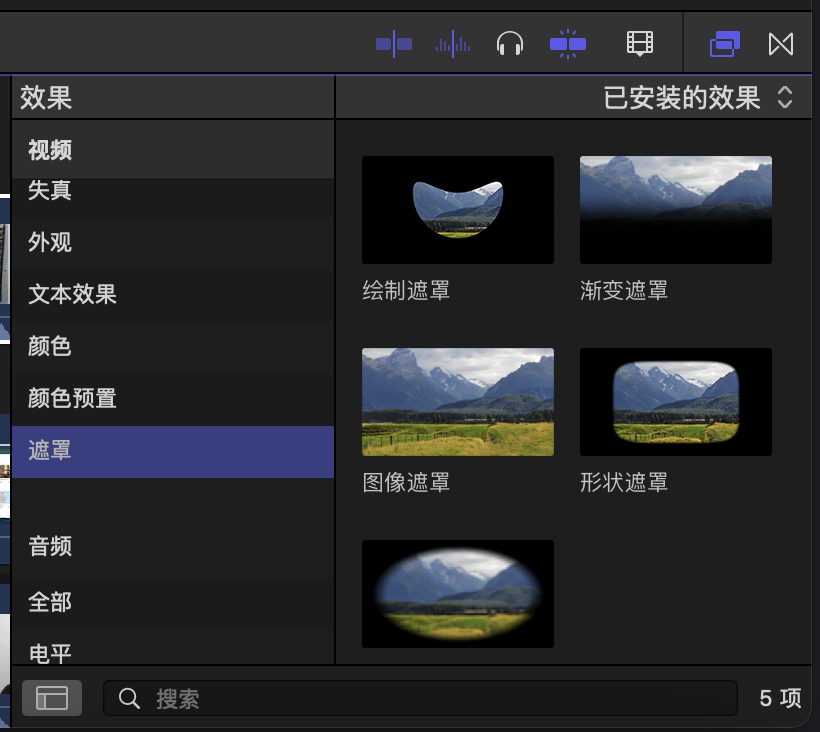 效果
已安装的效果
视频
失真
外观
文本效果
颜色
颜色预置
遮罩
音频
全部
电平
绘制遮罩
渐变遮罩
图像遮罩
形状遮罩
搜索
5 项